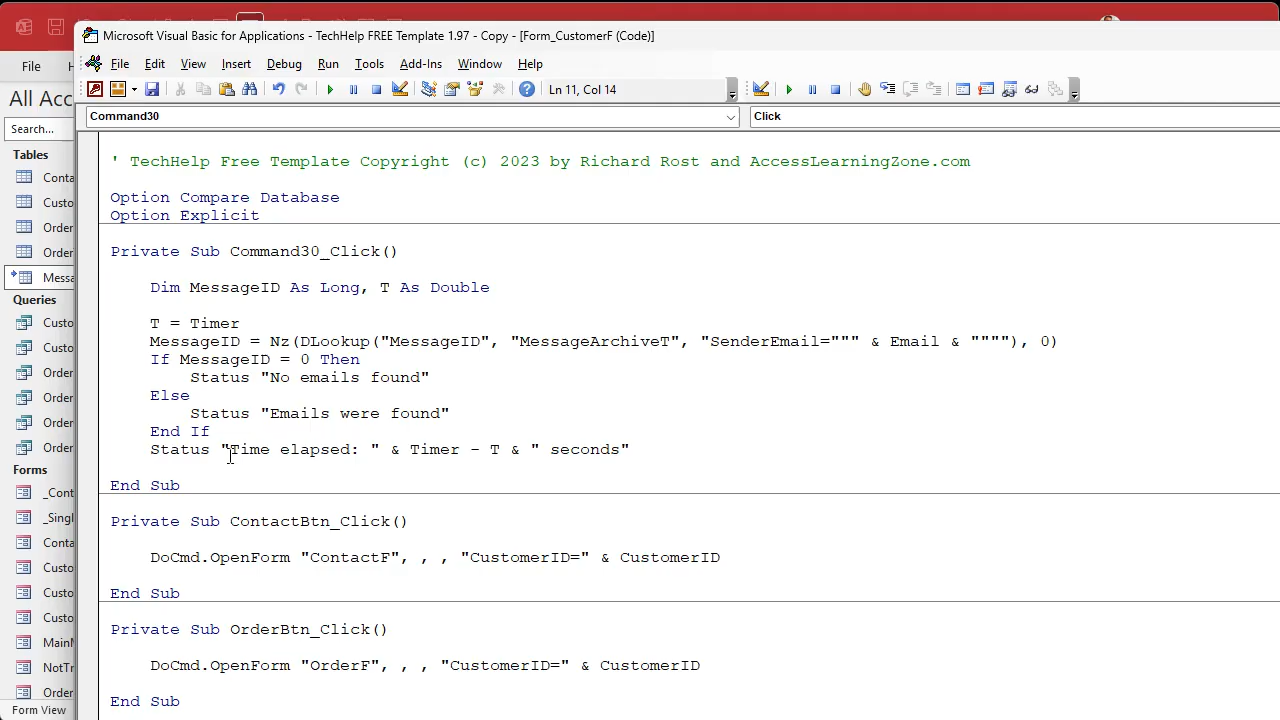 Microsoft Visual Basic for Applications - TechHelp FREE Template 1.97 - Copy - [Form_CustomerF (Code)]
File
File Edit View Insert Debug Run Tools Add-Ins Window Help
Ln 11, Col 14
All Acc
Command30
Click
Search...
Tables
Conta
Custo
Order
Order
Messa
Queries
Custo
Custo
Order
Order
Order
Order
Forms
_Cont
_Singl
Conta
Custo
Custo
Custo
MainM
NotTr
Order
Form View
' TechHelp Free Template Copyright (c) 2023 by Richard Rost and AccessLearningZone.com
Option Compare Database
Option Explicit
Private Sub Command30_Click()
Dim MessageID As Long, T As Double
T = Timer
MessageID = Nz(DLookup("MessageID", "MessageArchiveT", "SenderEmail=""" & Email & """"), 0)
If MessageID = 0 Then
Status "No emails found"
Else
Status "Emails were found"
End If
Status "Time elapsed: " & Timer - T & " seconds"
End Sub
Private Sub ContactBtn_Click()
DoCmd.OpenForm "ContactF", , , "CustomerID=" & CustomerID
End Sub
Private Sub OrderBtn_Click()
DoCmd.OpenForm "OrderF", , , "CustomerID=" & CustomerID
End Sub